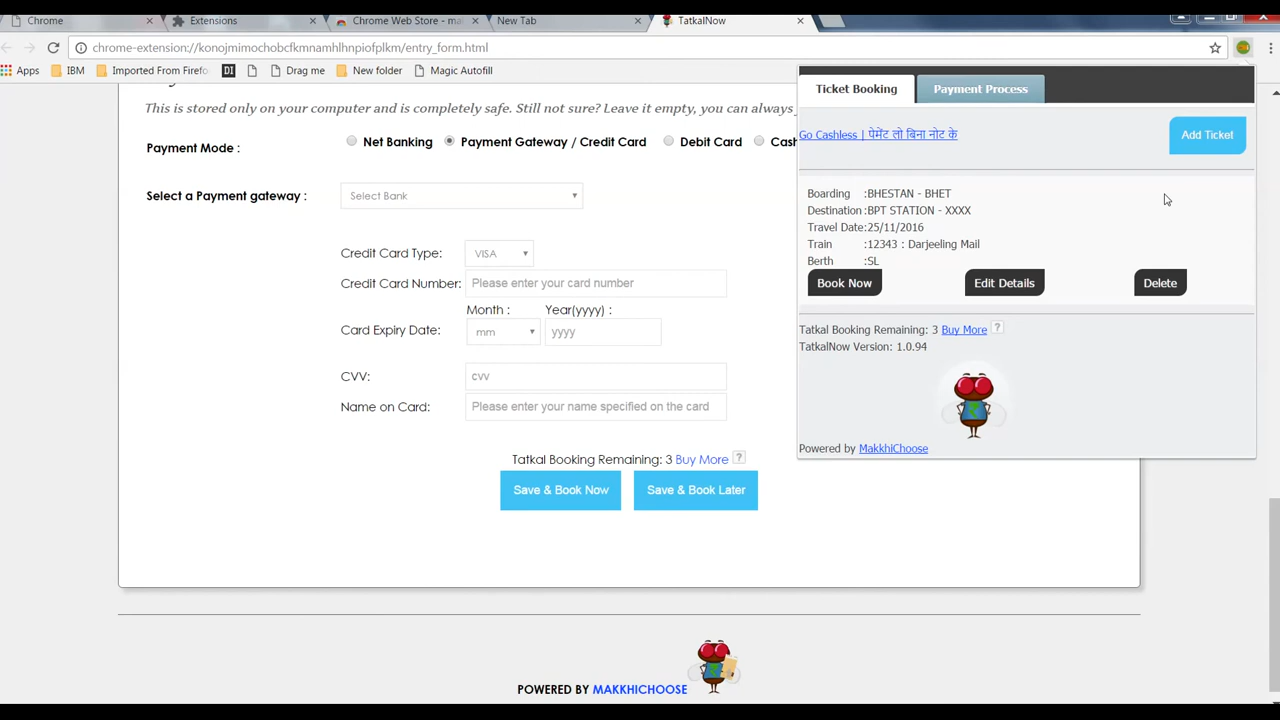 Chrome
Extensions
Chrome Web Store - ma
New Tab
TatkalNow
chrome-extension://konojmimochobcfkmnamhlhnpiofplkm/entry_form.html
Apps
IBM
Imported From Firefo
DI
Drag me
New folder
Magic Autofill
This is stored only on your computer and is completely safe. Still not sure? Leave it empty, you can always
Payment Mode :
Net Banking
Payment Gateway / Credit Card
Debit Card
Cash
Select a Payment gateway :
Select Bank
Credit Card Type:
VISA
Credit Card Number:
Please enter your card number
Month :
Year(yyyy) :
Card Expiry Date:
mm
yyyy
CVV:
cvv
Name on Card:
Please enter your name specified on the card
Tatkal Booking Remaining: 3 Buy More ?
Save & Book Now
Save & Book Later
POWERED BY MAKKHICHOOSE
Ticket Booking
Payment Process
Go Cashless | पेमेंट तो बिना नोट के
Add Ticket
Boarding :BHESTAN - BHET
Destination :BPT STATION - XXXX
Travel Date:25/11/2016
Train :12343 : Darjeeling Mail
Berth :SL
Book Now
Edit Details
Delete
Tatkal Booking Remaining: 3 Buy More ?
TatkalNow Version: 1.0.94
Powered by MakkhiChoose